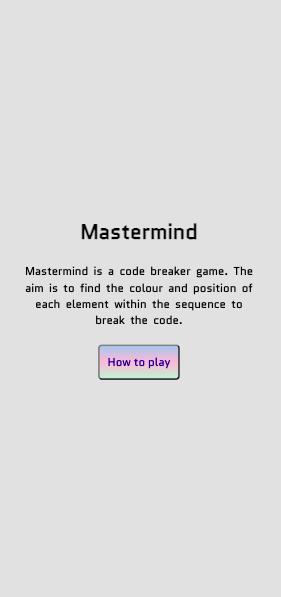 Mastermind
Mastermind is a code breaker game. The
aim is to find the colour and position of
each element within the sequence to
break the code.
How to play